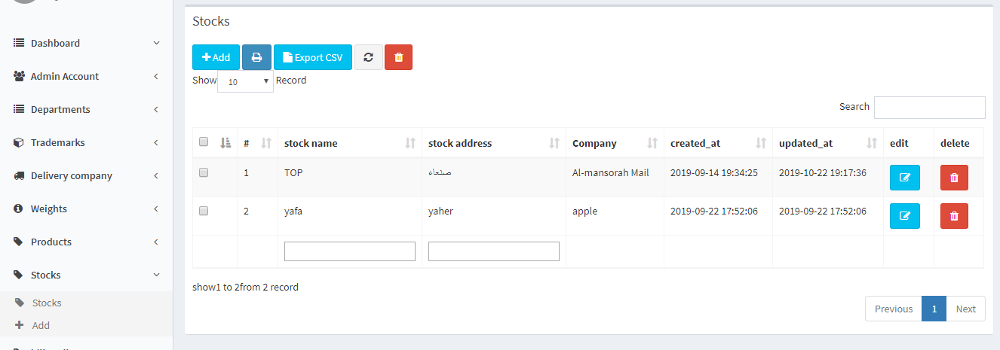 Dashboard
Admin Account
Departments
Trademarks
Delivery company
Weights
Products
Stocks
Stocks
Add
Stocks
Add Export CSV
Show 10 Record
Search
# stock name stock address Company created_at updated_at edit delete
1 TOP صنعاء Al-mansorah Mail 2019-09-14 19:34:25 2019-10-22 19:17:36
2 yafa yaher apple 2019-09-22 17:52:06 2019-09-22 17:52:06
show1 to 2from 2 record
Previous 1 Next